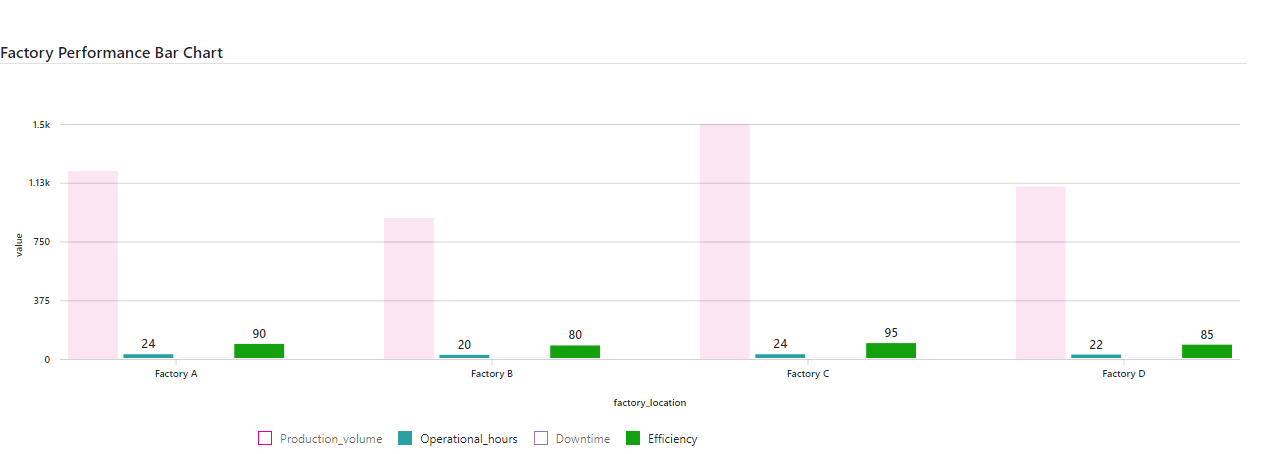 Factory Performance Bar Chart
1.5k
1.13k
750
375
0
value
24
90
20
80
24
95
22
85
Factory A
Factory B
Factory C
Factory D
factory_location
Production_volume
Operational_hours
Downtime
Efficiency